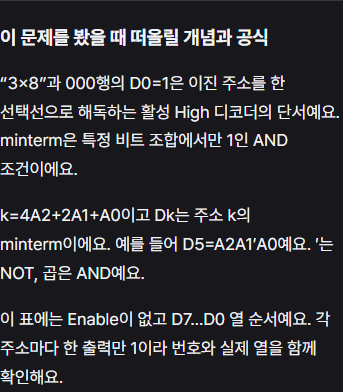 이 문제를 봤을 때 떠올릴 개념과 공식
“3×8”과 000행의 D0=1은 이진 주소를 한
선택선으로 해독하는 활성 High 디코더의 단서예요.
minterm은 특정 비트 조합에서만 1인 AND
조건이에요.
k=4A2+2A1+A0이고 Dk는 주소 k의
minterm이에요. 예를 들어 D5=A2A1′A0예요. ′는
NOT, 곱은 AND예요.
이 표에는 Enable이 없고 D7…D0 열 순서예요. 각
주소마다 한 출력만 1이라 번호와 실제 열을 함께
확인해요.